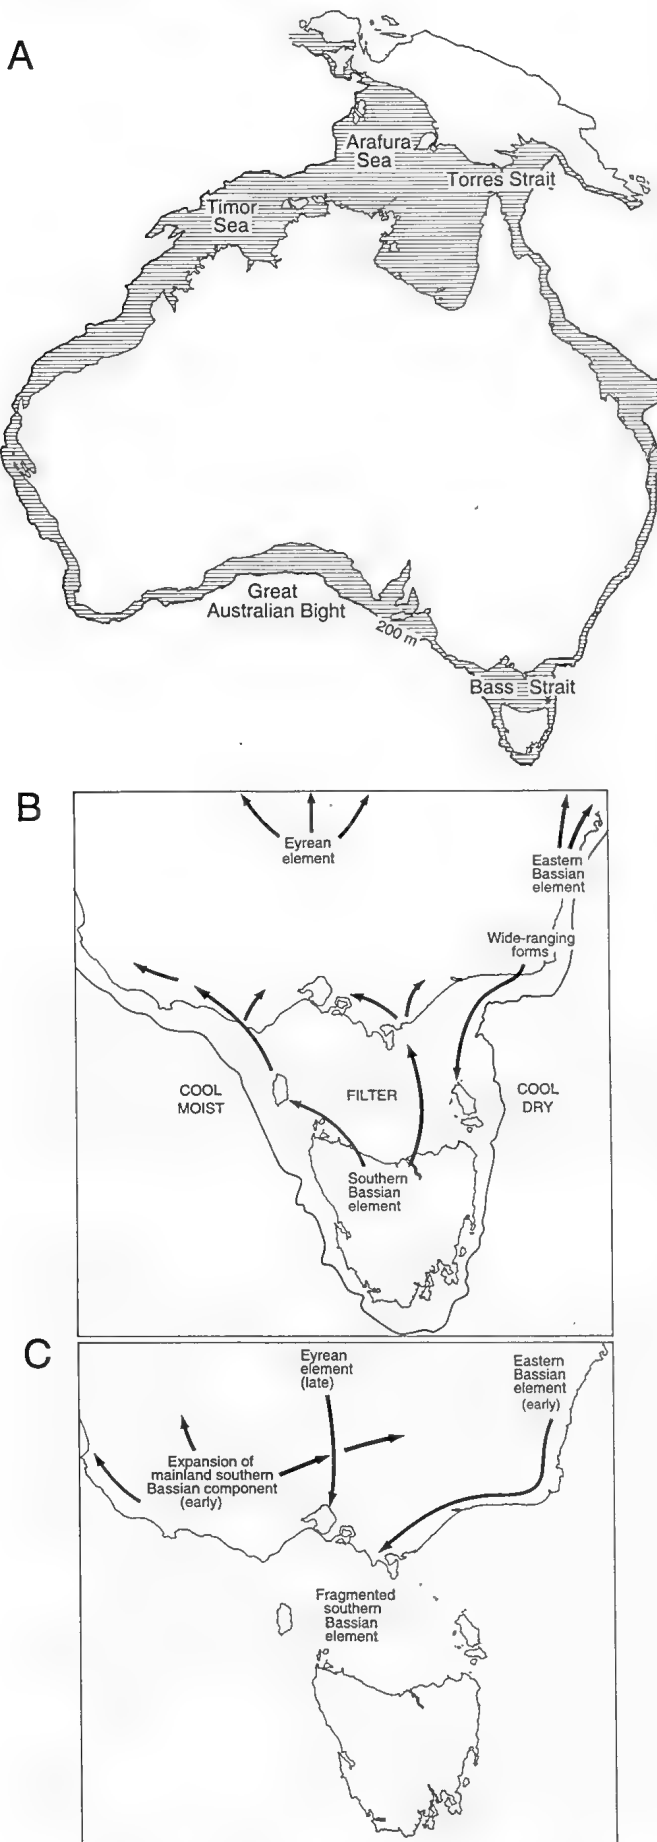 A
Arafura
Sea
Torres Strait
Timor
Sea
Great
Australian Bight
200 m
Bass Strait
B
Eyrean
element
Eastern
Bassian
element
Wide-ranging
forms
COOL
MOIST
FILTER
COOL
DRY
Southern
Bassian
element
C
Eyrean
element
(late)
Eastern
Bassian
element
(early)
Expansion of
mainland southern
Bassian component
(early)
Fragmented
southern
Bassian
element